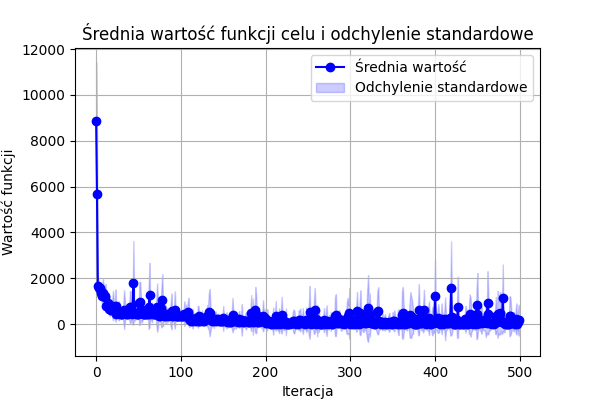 Średnia wartość funkcji celu i odchylenie standardowe
Średnia wartość
Odchylenie standardowe
Wartość funkcji
12000
10000
8000
6000
4000
2000
0
0 100 200 300 400 500
Iteracja